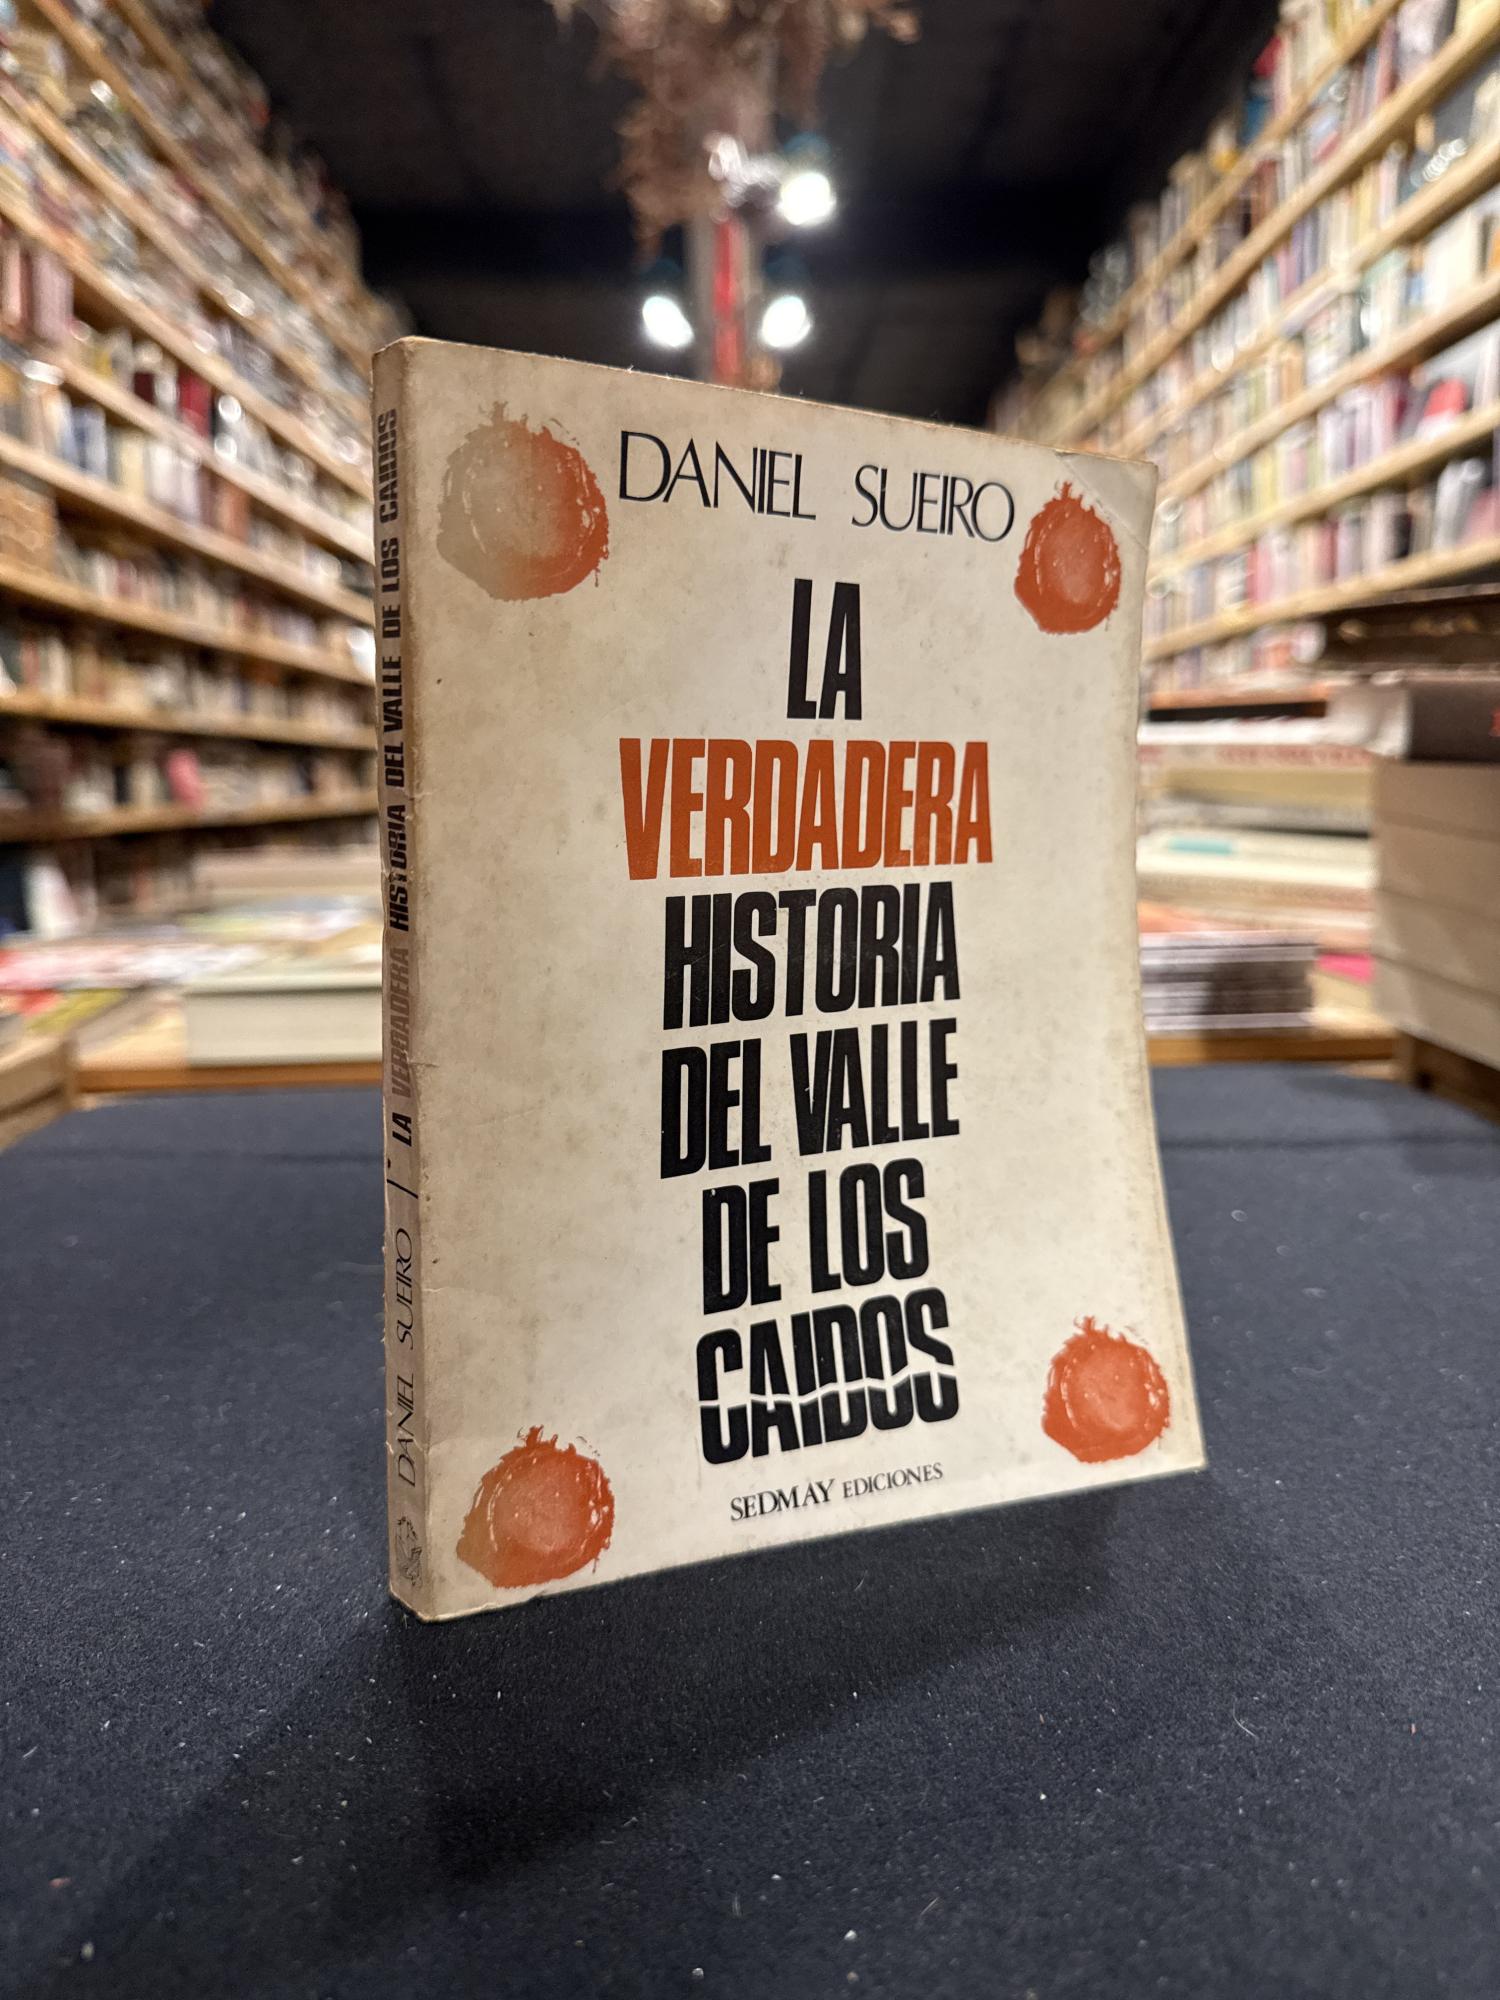 DANIEL SUEIRO
LA
VERDADERA
HISTORIA
DEL VALLE
DE LOS
CAIDOS
SEDMAY EDICIONES
DANIEL SUEIRO / LA VERDADERA HISTORIA DEL VALLE DE LOS CAIDOS